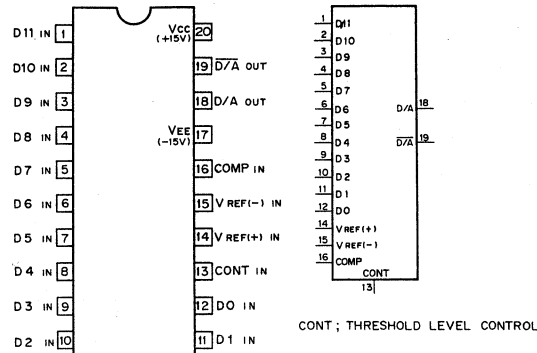 D11 IN 1
VCC (+15V) 20
D10 IN 2
19 D/A OUT
D9 IN 3
18 D/A OUT
D8 IN 4
VEE (-15V) 17
D7 IN 5
16 COMP IN
D6 IN 6
15 V REF(-) IN
D5 IN 7
14 V REF(+) IN
D4 IN 8
13 CONT IN
D3 IN 9
12 D0 IN
D2 IN 10
11 D1 IN
1 D11
2 D10
3 D9
4 D8
5 D7
6 D6
D/A 18
7 D5
8 D4
D/A 19
9 D3
10 D2
11 D1
12 D0
14 V REF(+)
15 V REF(-)
16 COMP
CONT
13
CONT ; THRESHOLD LEVEL CONTROL